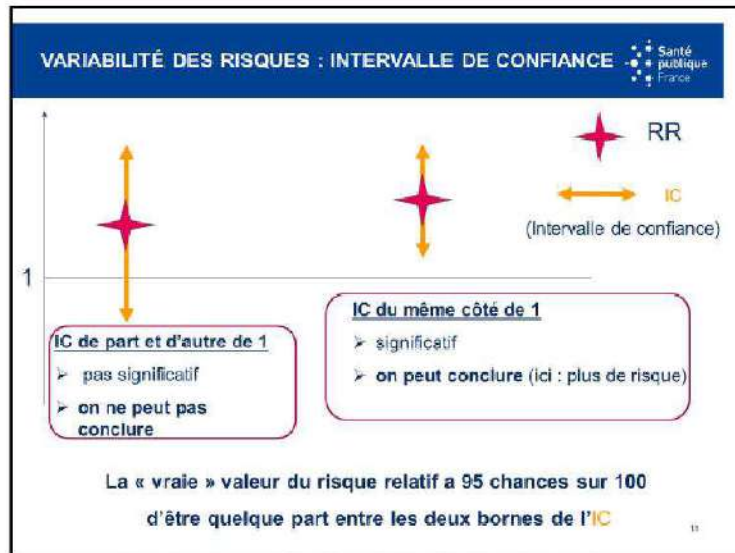 VARIABILITÉ DES RISQUES : INTERVALLE DE CONFIANCE
Santé
publique
France
RR
IC
(Intervalle de confiance)
1
IC de part et d'autre de 1
➢ pas significatif
➢ on ne peut pas
conclure
IC du même côté de 1
➢ significatif
➢ on peut conclure (ici : plus de risque)
La « vraie » valeur du risque relatif a 95 chances sur 100
d'être quelque part entre les deux bornes de l'IC